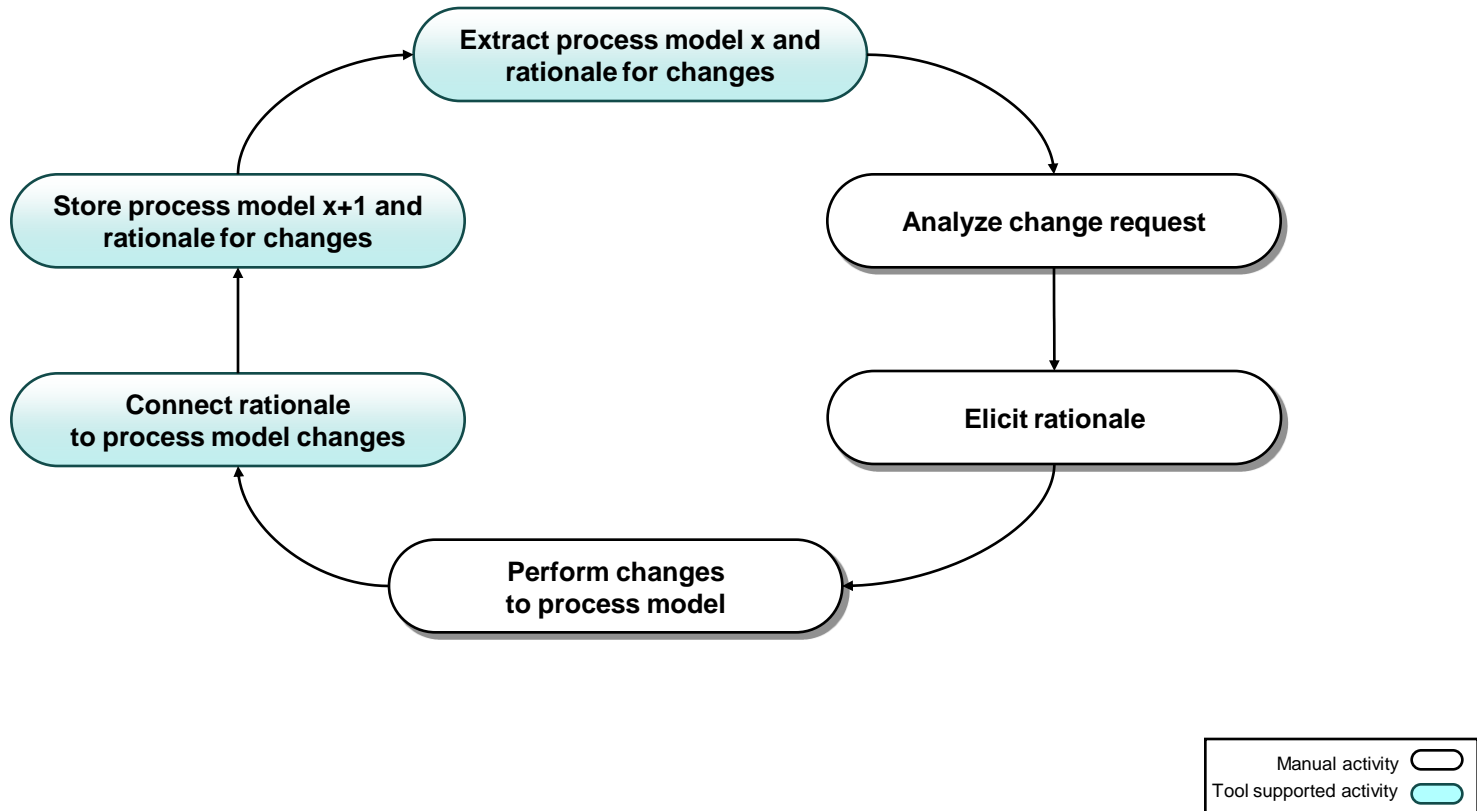 Extract process model x and
rationale for changes
Store process model x+1 and
rationale for changes
Analyze change request
Connect rationale
to process model changes
Elicit rationale
Perform changes
to process model
Manual activity
Tool supported activity